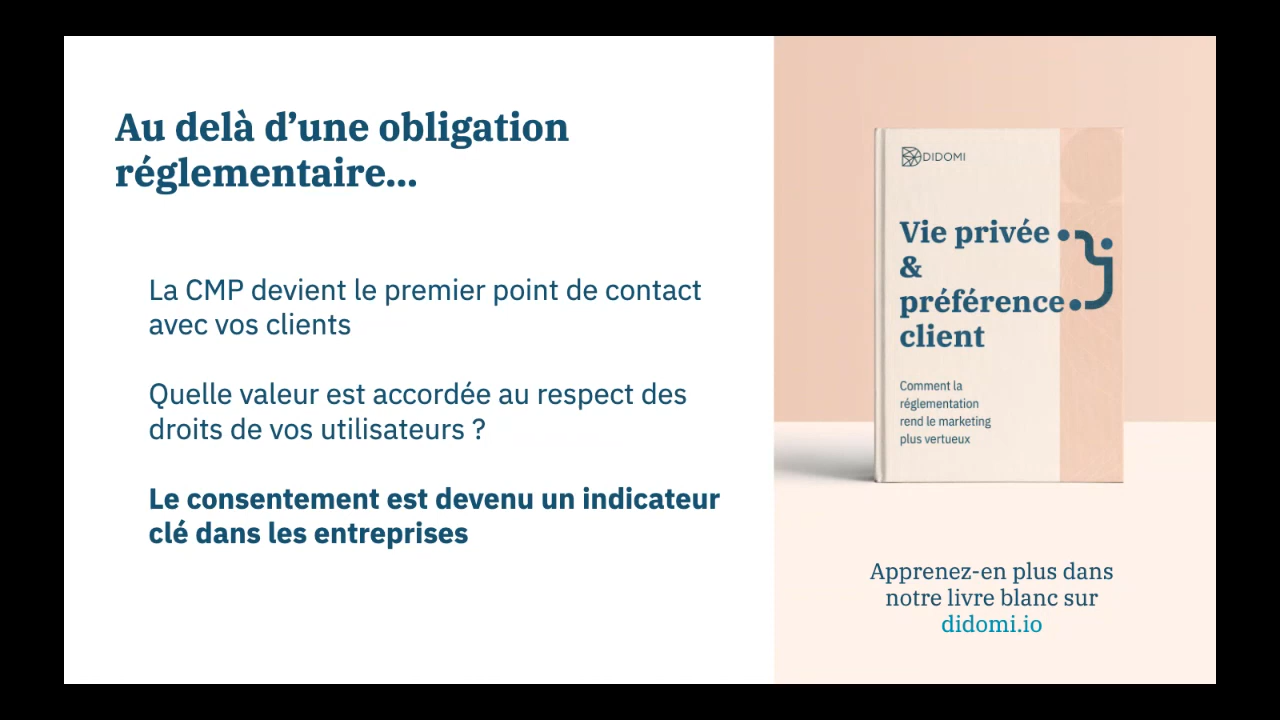 Au delà d’une obligation
réglementaire...
La CMP devient le premier point de contact
avec vos clients
Quelle valeur est accordée au respect des
droits de vos utilisateurs ?
Le consentement est devenu un indicateur
clé dans les entreprises
DIDOMI
Vie privée
&
préférence
client
Comment la
réglementation
rend le marketing
plus vertueux
Apprenez-en plus dans
notre livre blanc sur
didomi.io